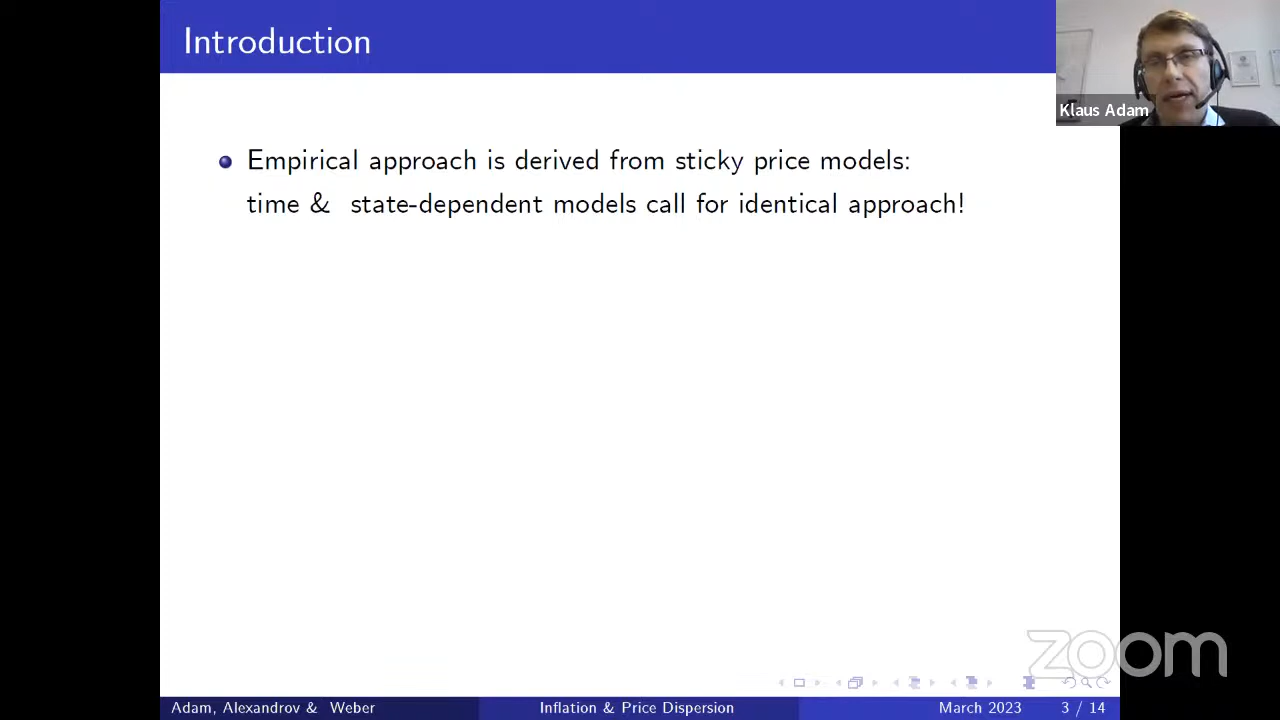 Introduction
Klaus Adam
Empirical approach is derived from sticky price models:
time & state-dependent models call for identical approach!
zoom
Adam, Alexandrov & Weber
Inflation & Price Dispersion
March 2023
3 / 14